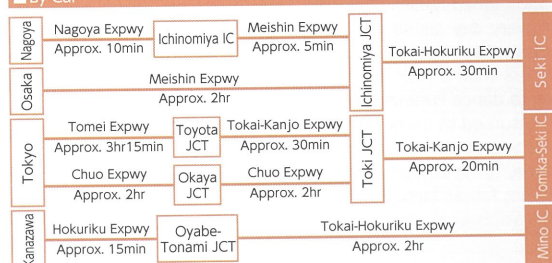 By Car
Nagoya
Nagoya Expwy
Approx. 10min
Ichinomiya IC
Meishin Expwy
Approx. 5min
Ichinomiya JCT
Tokai-Hokuriku Expwy
Approx. 30min
Seki IC
Osaka
Meishin Expwy
Approx. 2hr
Tokyo
Tomei Expwy
Approx. 3hr15min
Toyota
JCT
Tokai-Kanjo Expwy
Approx. 30min
Toki JCT
Tokai-Kanjo Expwy
Approx. 20min
Tomika-Seki IC
Chuo Expwy
Approx. 2hr
Okaya
JCT
Chuo Expwy
Approx. 2hr
Kanazawa
Hokuriku Expwy
Approx. 15min
Oyabe-
Tonami JCT
Tokai-Hokuriku Expwy
Approx. 2hr
Mino IC